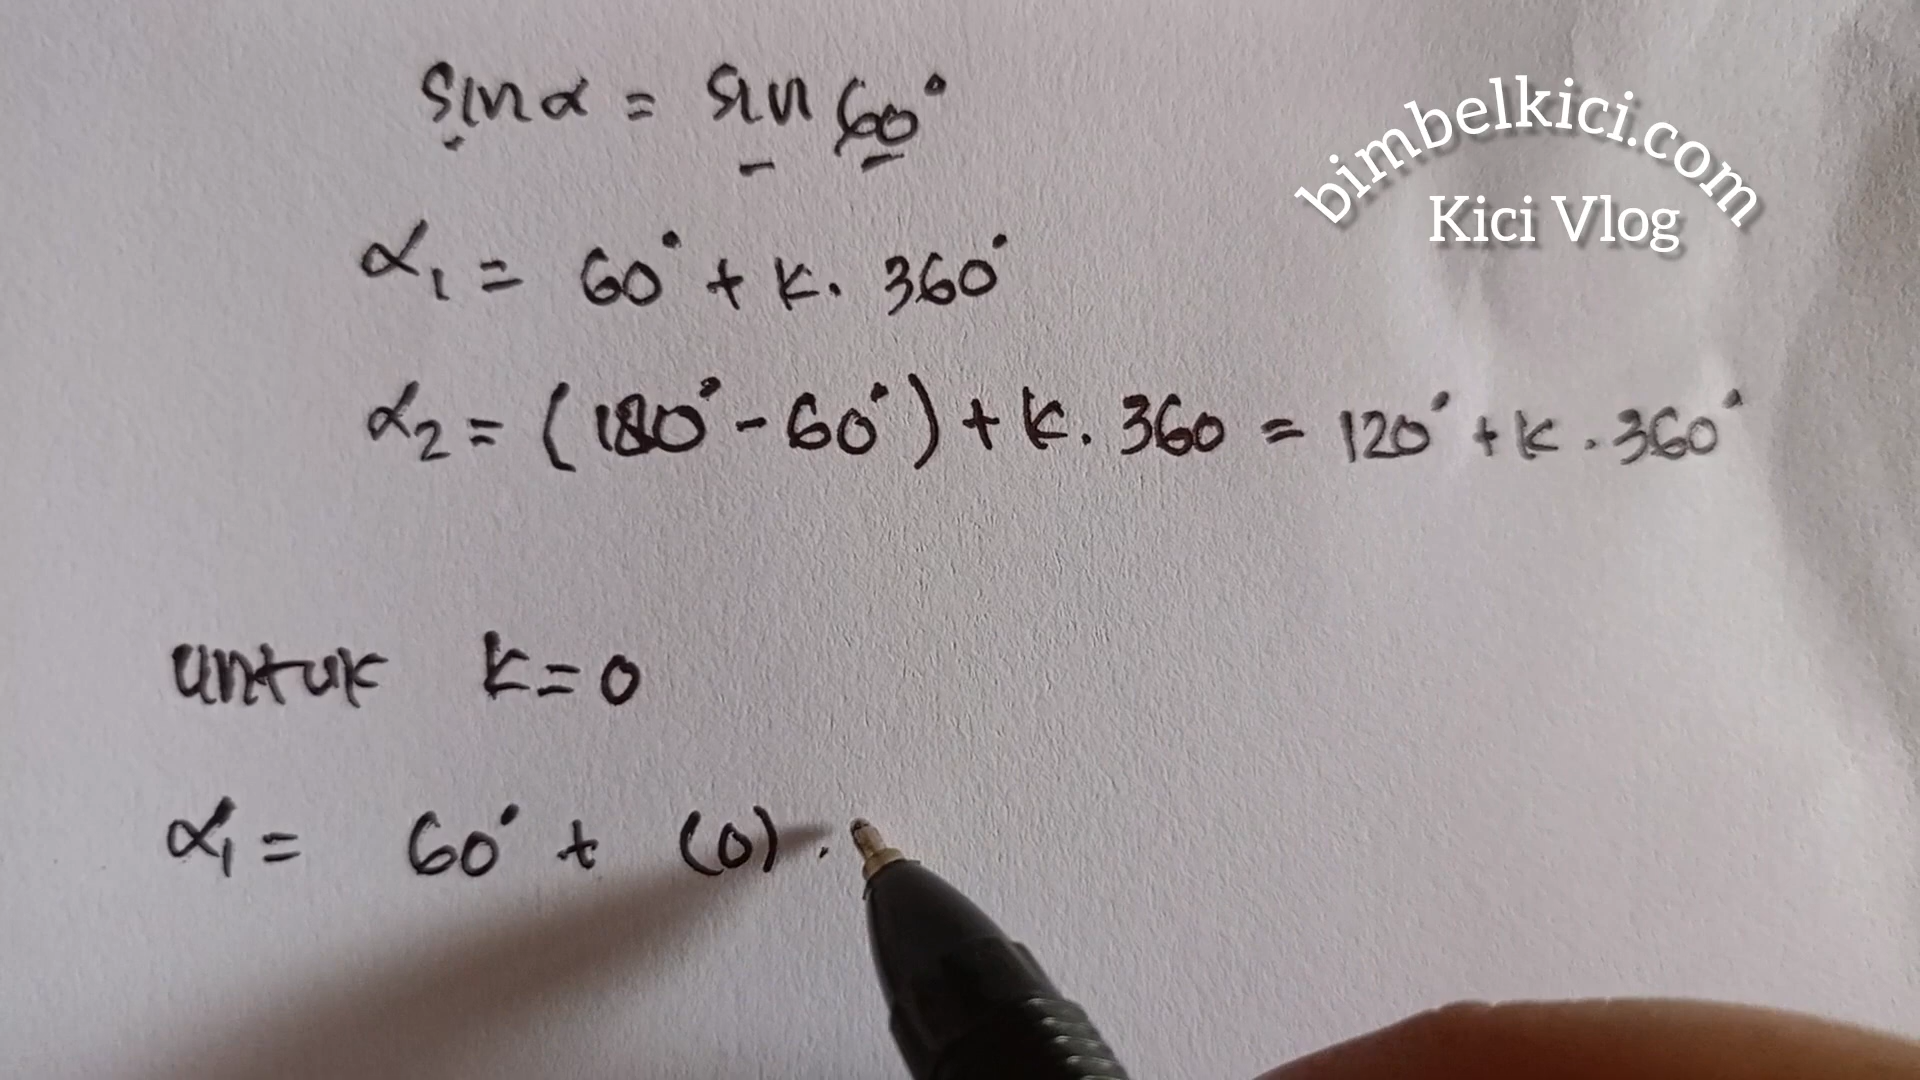 sin α = sin 60°
bimbelkici.com
Kici Vlog
α₁ = 60° + k. 360°
α₂ = (180° - 60°) + k. 360 = 120° + k. 360°
untuk k = 0
α₁ = 60° + (0) .